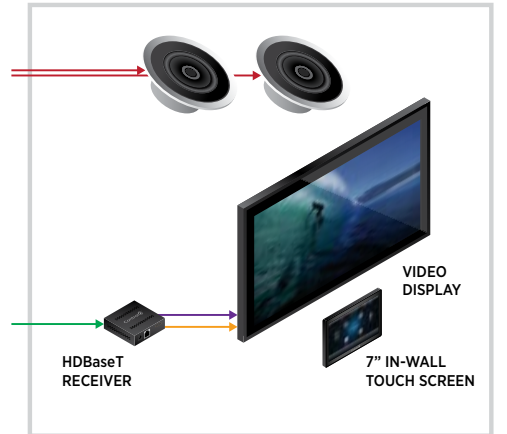 VIDEO
DISPLAY
HDBaseT
RECEIVER
7” IN-WALL
TOUCH SCREEN